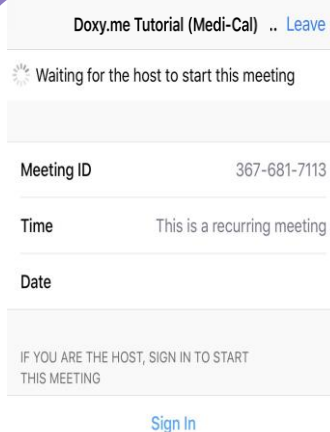 Doxy.me Tutorial (Medi-Cal) .. Leave
Waiting for the host to start this meeting
Meeting ID 367-681-7113
Time This is a recurring meeting
Date
IF YOU ARE THE HOST, SIGN IN TO START
THIS MEETING
Sign In